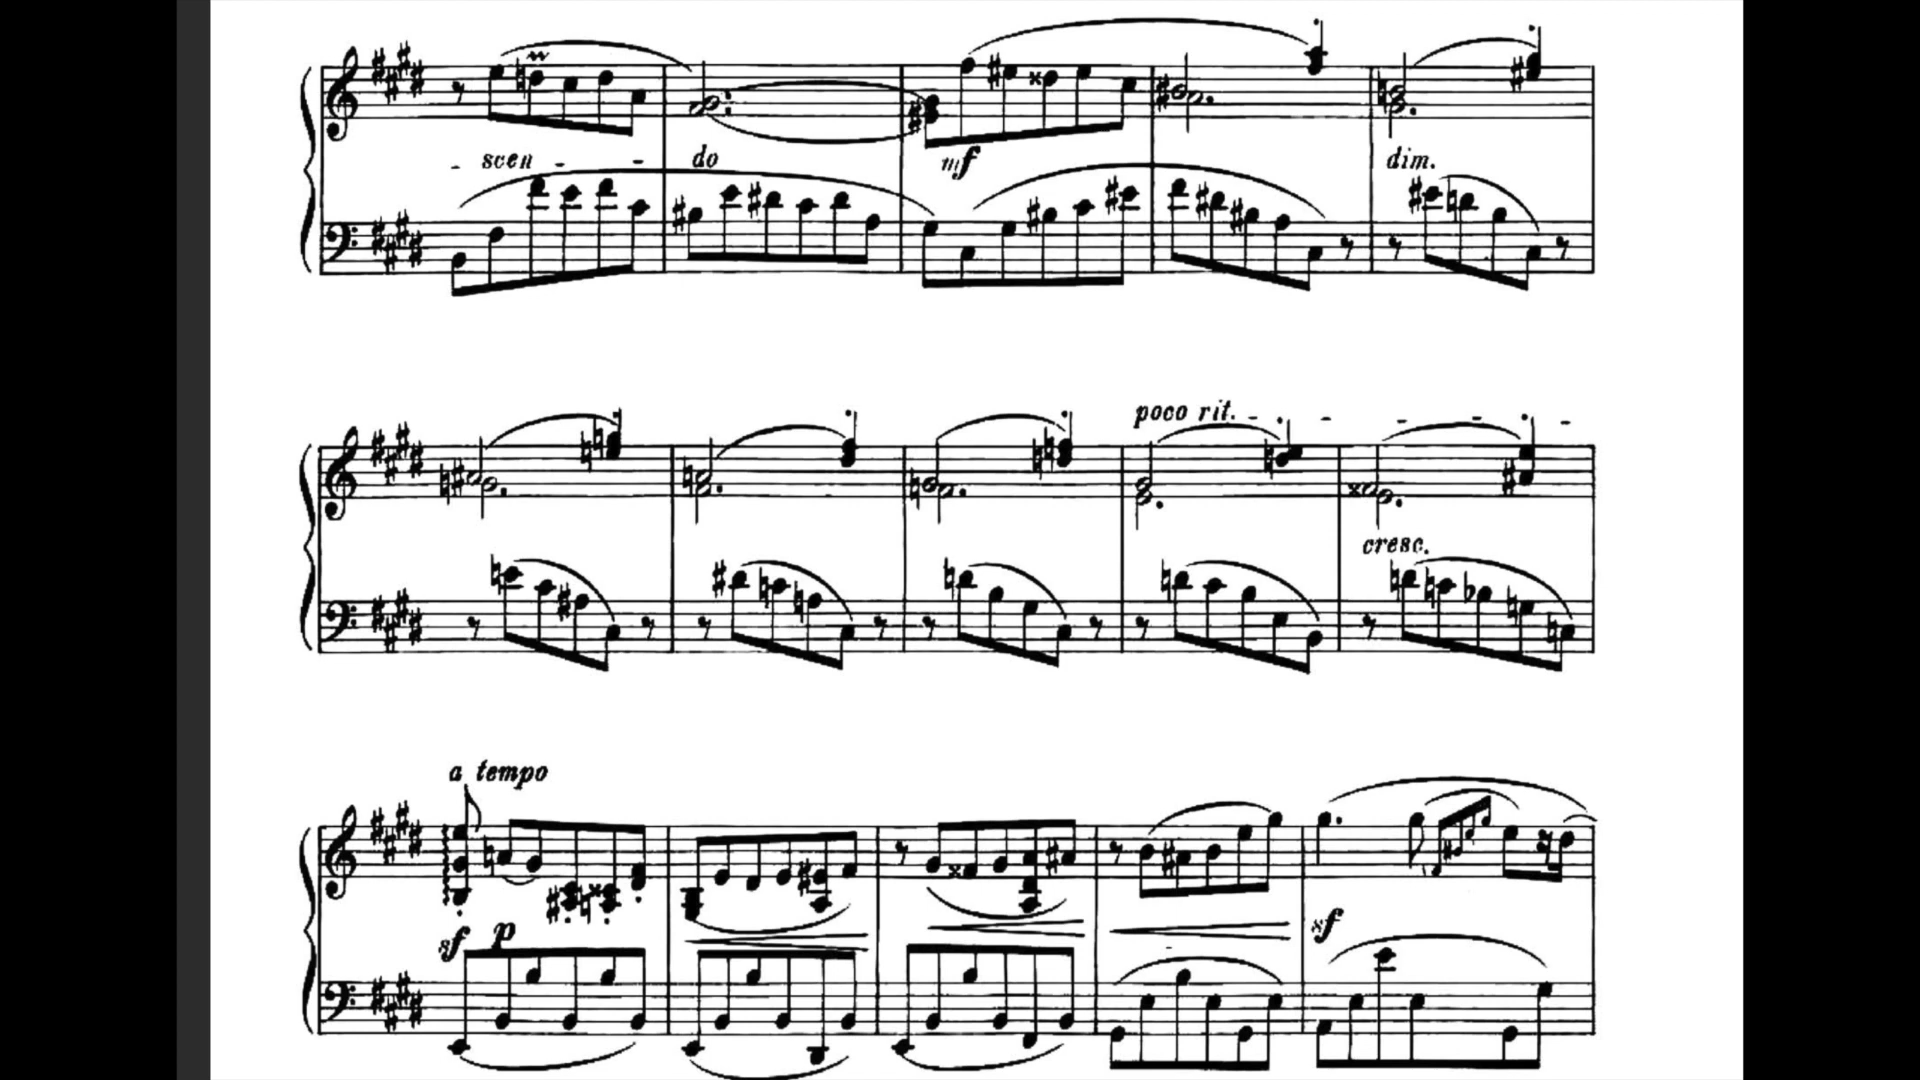 - scen - - do mf dim.
poco rit. - - - - -
cresc.
a tempo
sf p sf